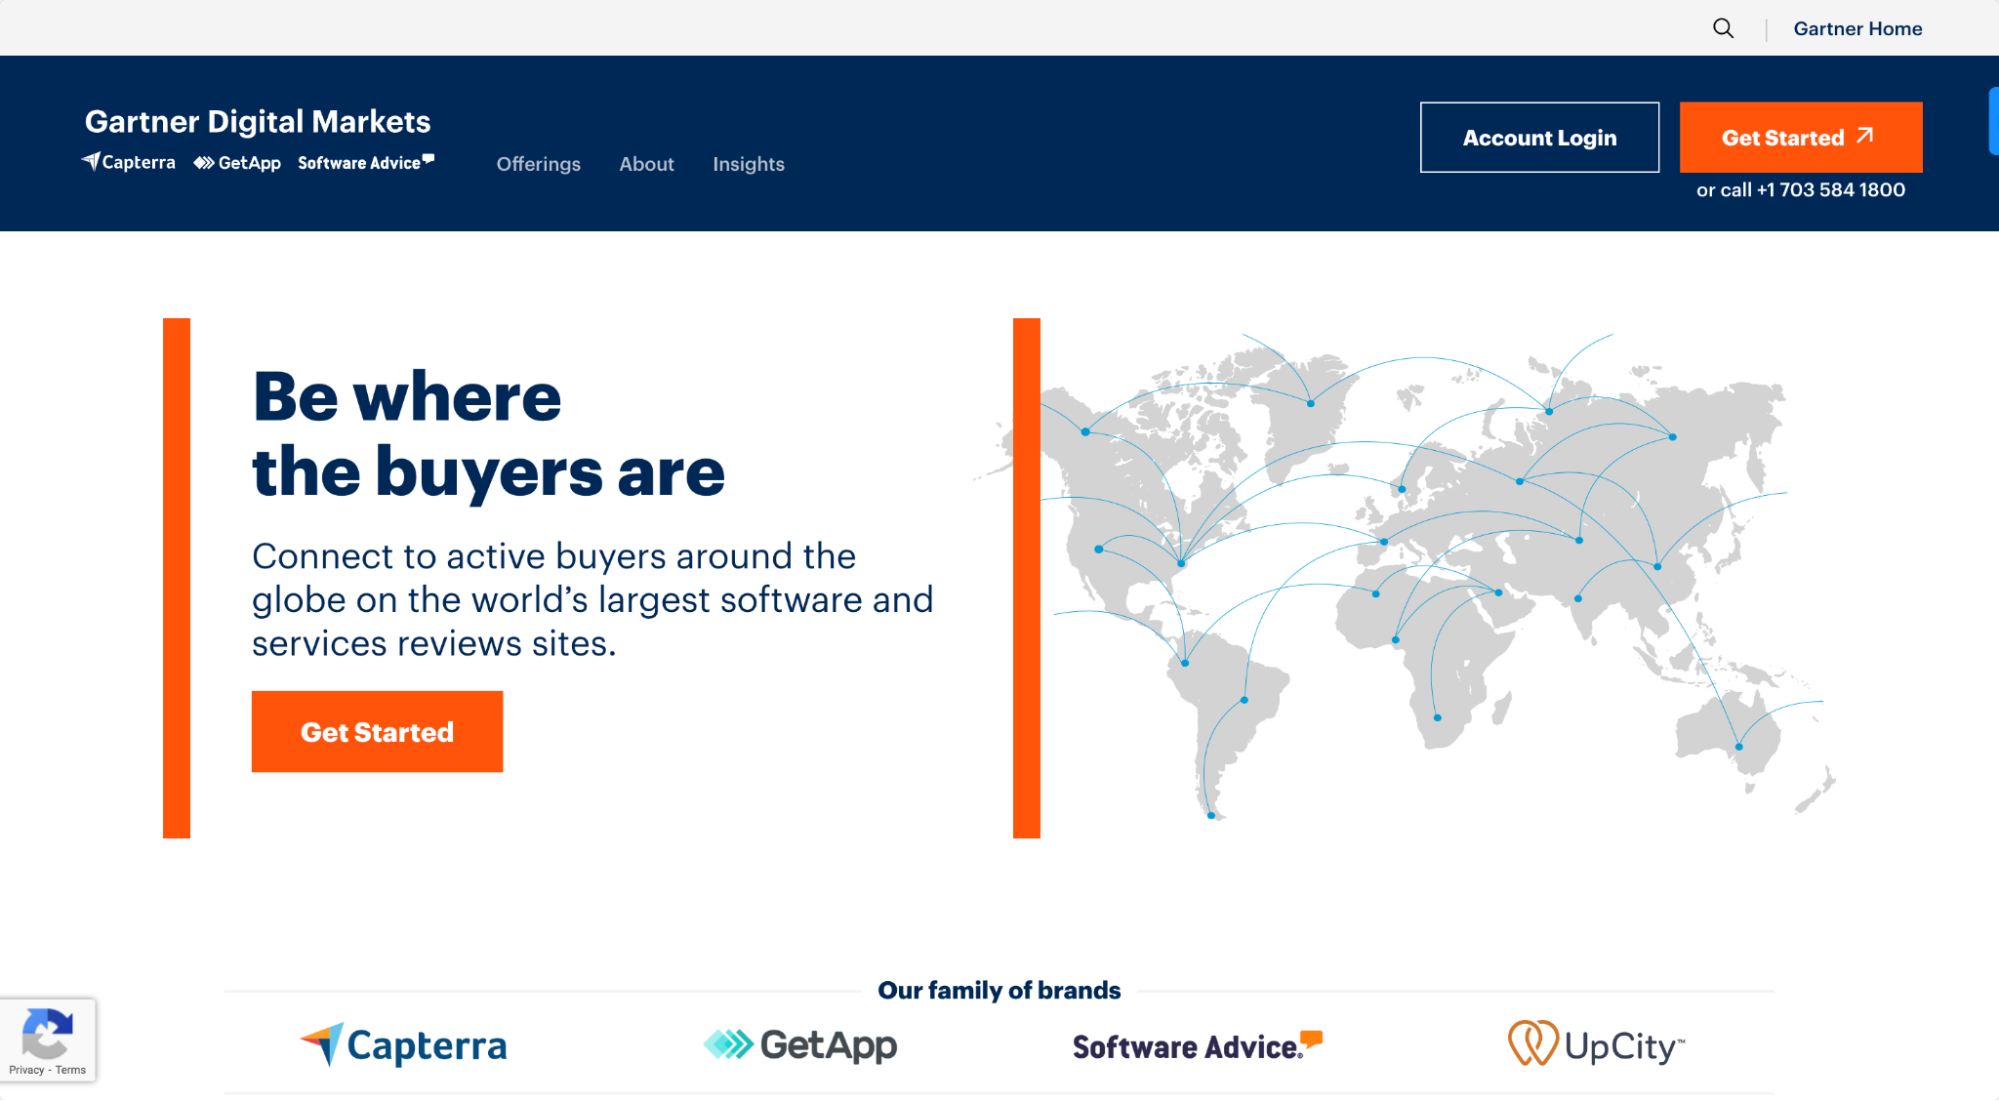 Gartner Home
Gartner Digital Markets
Capterra GetApp Software Advice
Offerings About Insights
Account Login
Get Started
or call +1 703 584 1800
Be where
the buyers are
Connect to active buyers around the
globe on the world’s largest software and
services reviews sites.
Get Started
Our family of brands
Capterra GetApp Software Advice® UpCity™
Privacy - Terms